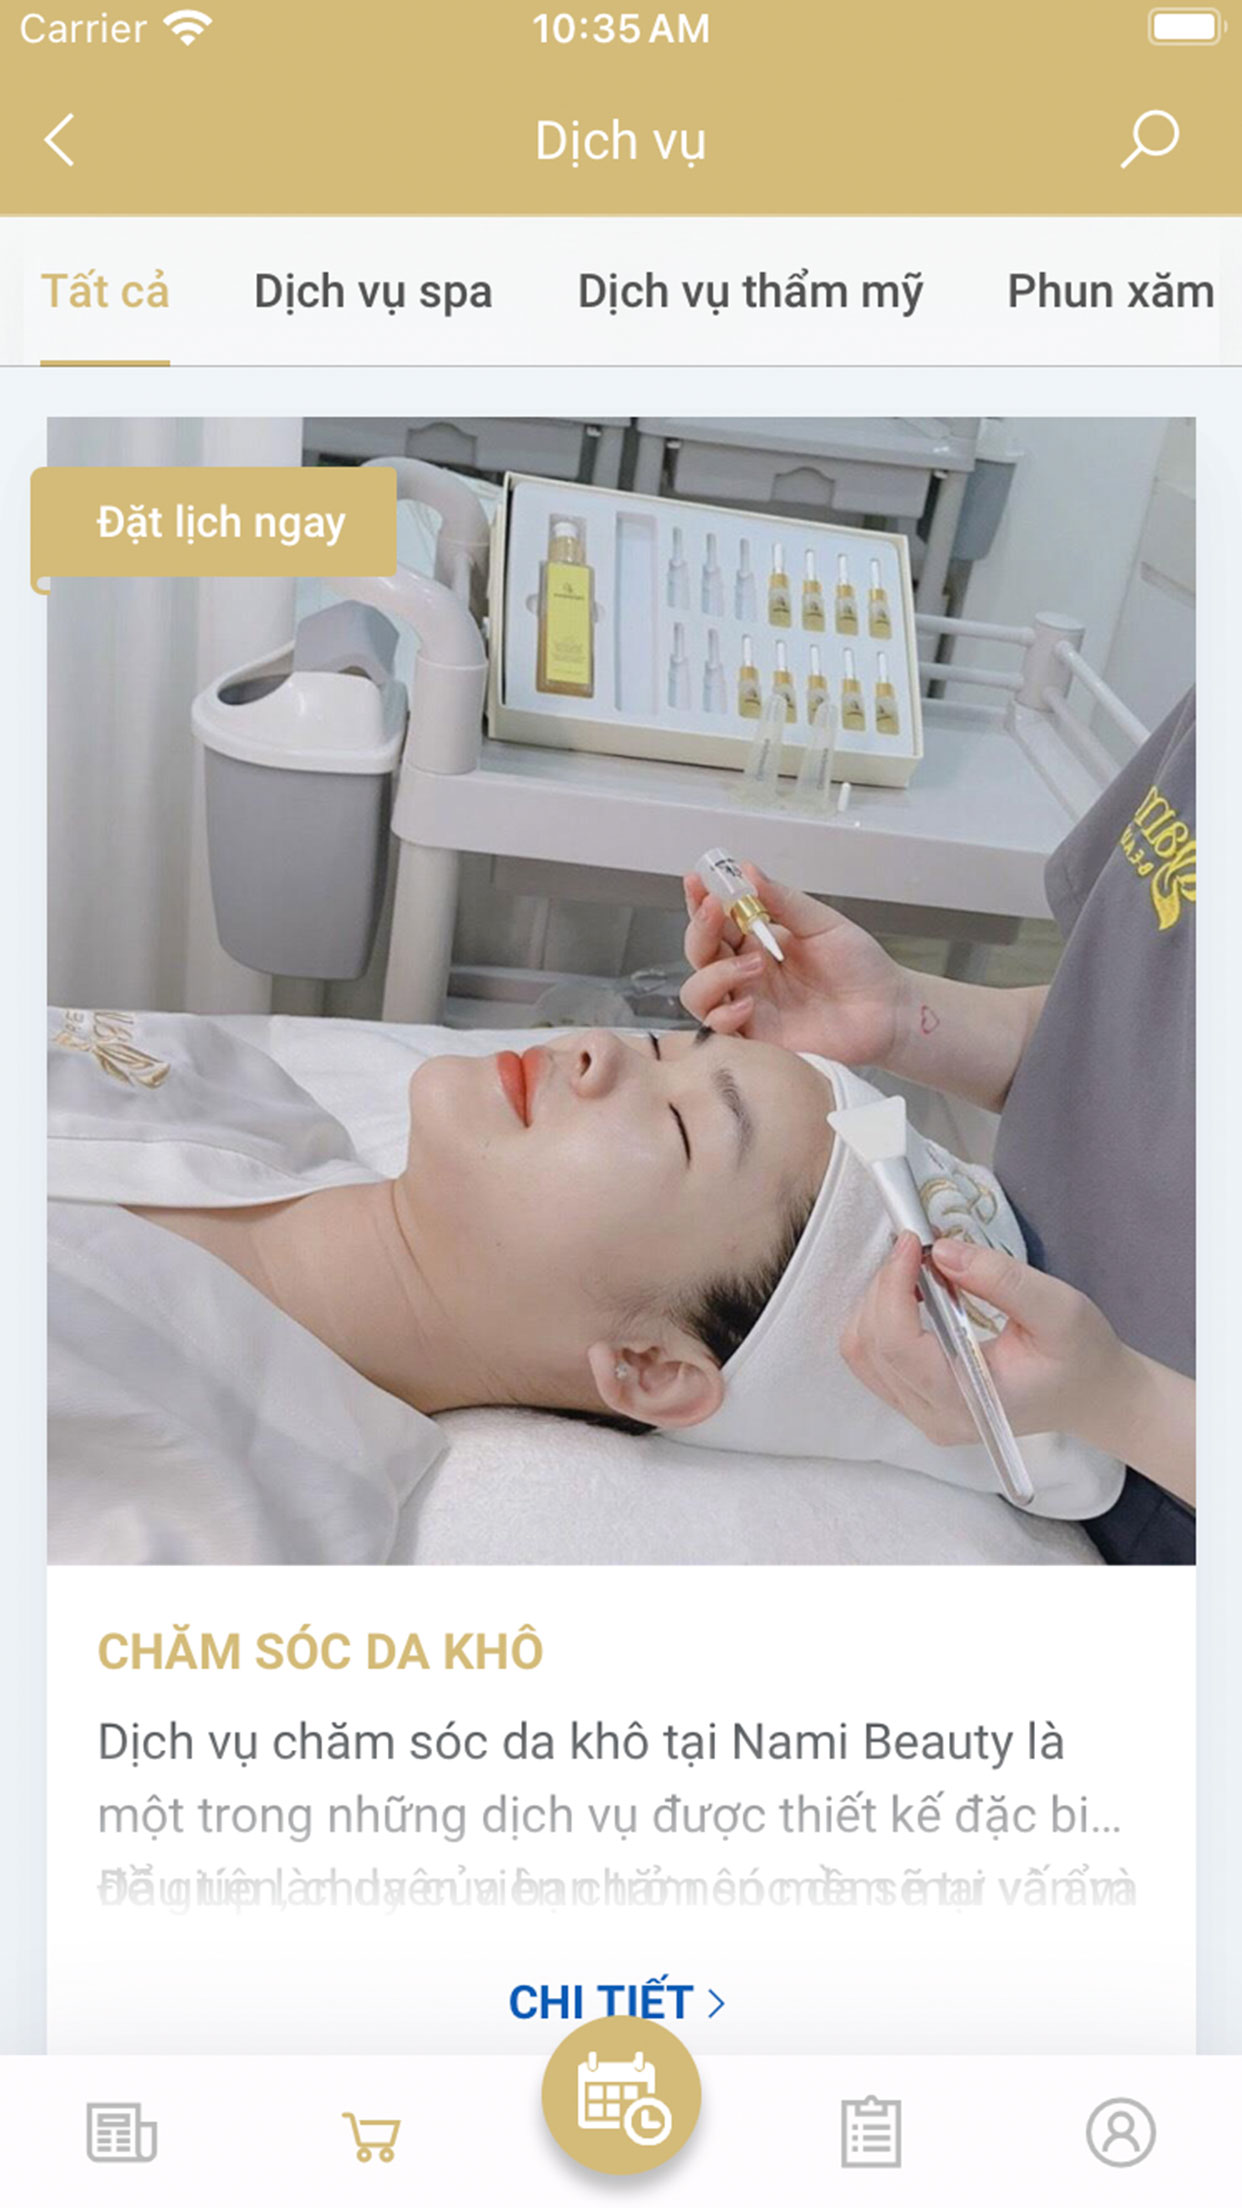 Carrier
10:35 AM
Dịch vụ
Tất cả
Dịch vụ spa
Dịch vụ thẩm mỹ
Phun xăm
Đặt lịch ngay
CHĂM SÓC DA KHÔ
Dịch vụ chăm sóc da khô tại Nami Beauty là
một trong những dịch vụ được thiết kế đặc bi...
CHI TIẾT